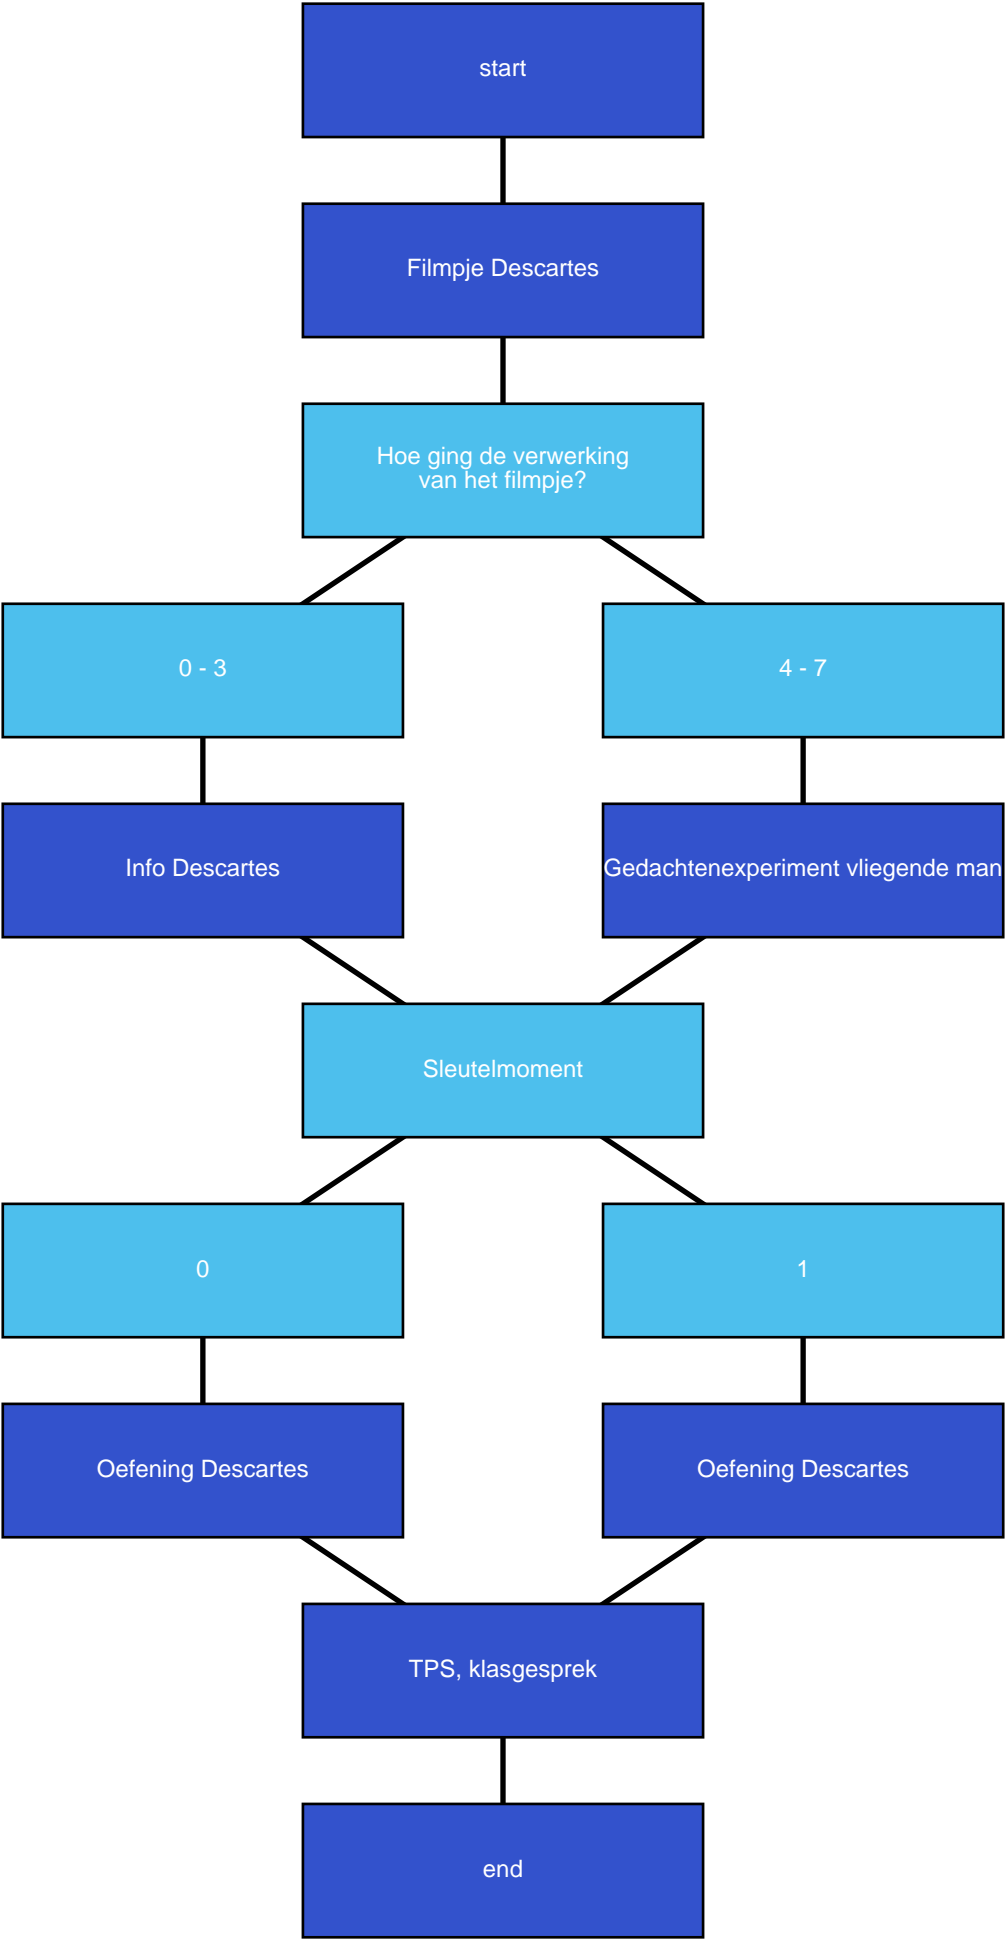 start
Filmpje Descartes
Hoe ging de verwerking
van het filmpje?
0 - 3
4 - 7
Info Descartes
Gedachtenexperiment vliegende man
Sleutelmoment
0
1
Oefening Descartes
Oefening Descartes
TPS, klasgesprek
end